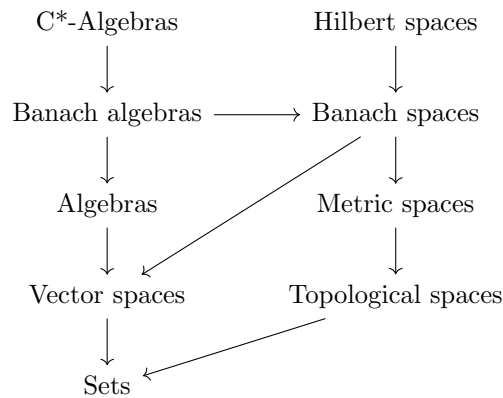 C*-Algebras Hilbert spaces
Banach algebras Banach spaces
Algebras Metric spaces
Vector spaces Topological spaces
Sets